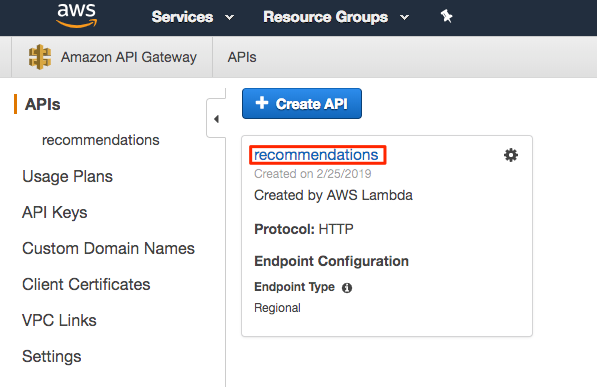 aws Services Resource Groups
Amazon API Gateway APIs
APIs
recommendations
Usage Plans
API Keys
Custom Domain Names
Client Certificates
VPC Links
Settings
+ Create API
recommendations
Created on 2/25/2019
Created by AWS Lambda
Protocol: HTTP
Endpoint Configuration
Endpoint Type
Regional